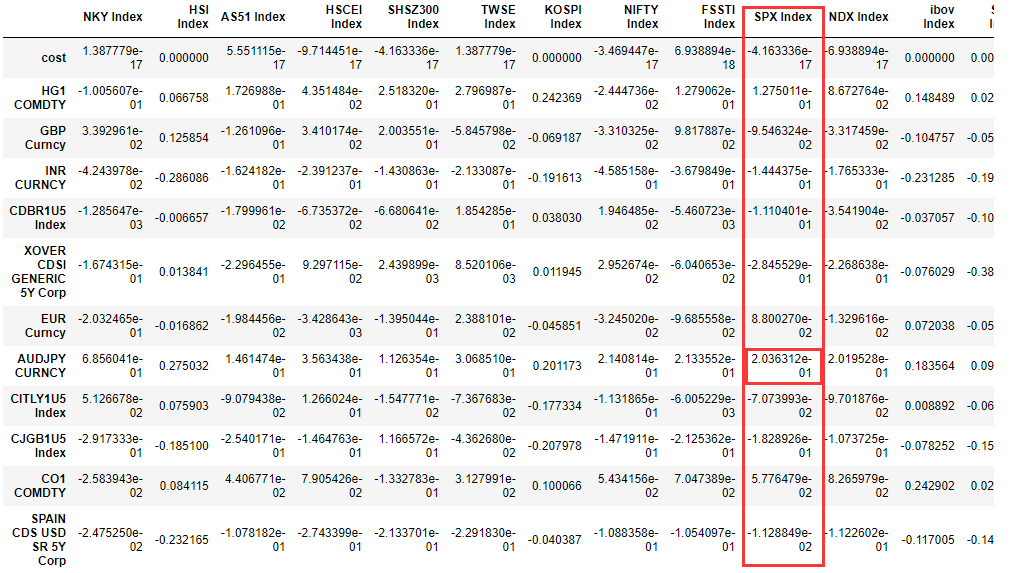 NKY Index HSI Index AS51 Index HSCEI Index SHSZ300 Index TWSE Index KOSPI Index NIFTY Index FSSTI Index SPX Index NDX Index ibov Index
cost 1.387779e-17 0.000000 5.551115e-17 -9.714451e-17 -4.163336e-17 1.387779e-17 0.000000 -3.469447e-17 6.938894e-18 -4.163336e-17 -6.938894e-17 0.000000 0.00
HG1 COMDTY -1.005607e-01 0.066758 1.726988e-01 4.351484e-02 2.518320e-01 2.796987e-01 0.242369 -2.444736e-02 1.279062e-01 1.275011e-01 8.672764e-02 0.148489 0.02
GBP Curncy 3.392961e-02 0.125854 -1.261096e-01 3.410174e-02 2.003551e-01 -5.845798e-02 -0.069187 -3.310325e-02 9.817887e-02 -9.546324e-02 -3.317459e-02 -0.104757 -0.05
INR CURNCY -4.243978e-02 -0.286086 -1.624182e-01 -2.391237e-01 -1.430863e-01 -2.133087e-01 -0.191613 -4.585158e-01 -3.679849e-01 -1.444375e-01 -1.765333e-01 -0.231285 -0.19
CDBR1U5 Index -1.285647e-03 -0.006657 -1.799962e-02 -6.735372e-02 -6.680641e-02 1.854285e-01 0.038030 1.946485e-02 -5.460723e-03 -1.110401e-01 -3.541904e-02 -0.037057 -0.10
XOVER CDSI GENERIC 5Y Corp -1.674315e-01 0.013841 -2.296455e-01 9.297115e-02 2.439899e-03 8.520106e-03 0.011945 2.952674e-02 -6.040653e-02 -2.845529e-01 -2.268638e-01 -0.076029 -0.38
EUR Curncy -2.032465e-01 -0.016862 -1.984456e-02 -3.428643e-03 -1.395044e-01 2.388101e-02 -0.045851 -3.245020e-02 -9.685558e-02 8.800270e-02 -1.329616e-02 0.072038 -0.05
AUDJPY CURNCY 6.856041e-01 0.275032 1.461474e-01 3.563438e-01 1.126354e-01 3.068510e-01 0.201173 2.140814e-01 2.133552e-01 2.036312e-01 2.019528e-01 0.183564 0.09
CITLY1U5 Index 5.126678e-02 0.075903 -9.079438e-02 1.266024e-01 -1.547771e-02 -7.367683e-02 -0.177334 -1.131865e-01 -6.005229e-03 -7.073993e-02 -9.701876e-02 0.008892 -0.06
CJGB1U5 Index -2.917333e-01 -0.185100 -2.540171e-01 -1.464763e-01 1.166572e-01 -4.362680e-02 -0.207978 -1.471911e-01 -2.125362e-01 -1.828926e-01 -1.073725e-01 -0.078252 -0.15
CO1 COMDTY -2.583943e-02 0.084115 4.406771e-02 7.905426e-02 -1.332783e-01 3.127991e-02 0.100066 5.434156e-02 7.047389e-02 5.776479e-02 8.265979e-02 0.242902 0.02
SPAIN CDS USD SR 5Y Corp -2.475250e-02 -0.232165 -1.078182e-01 -2.743399e-01 -2.133701e-01 -2.291830e-01 -0.040387 -1.088358e-01 -1.054097e-01 -1.128849e-02 -1.122602e-01 -0.117005 -0.14